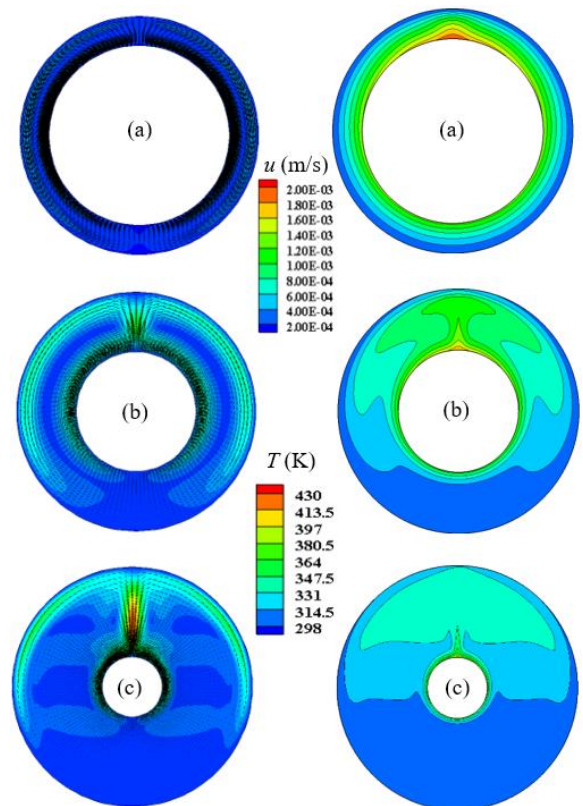 (a)
(a)
u (m/s)
2.00E-03
1.80E-03
1.60E-03
1.40E-03
1.20E-03
1.00E-03
8.00E-04
6.00E-04
4.00E-04
2.00E-04
(b)
(b)
T (K)
430
413.5
397
380.5
364
347.5
331
314.5
298
(c)
(c)